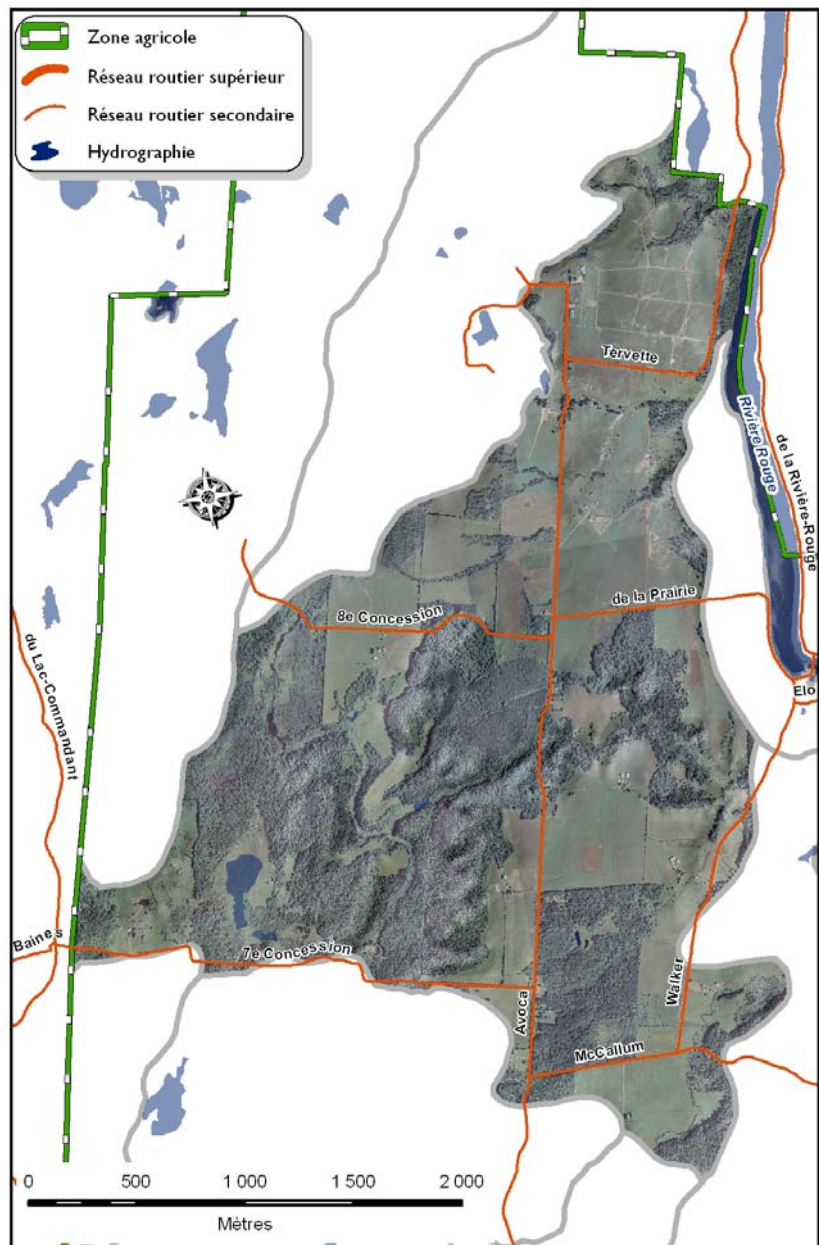 Zone agricole
Réseau routier supérieur
Réseau routier secondaire
Hydrographie
Tervette
Rivière Rouge
de la Rivière-Rouge
8e Concession
de la Prairie
du Lac-Commandant
Elo
Baines
7e Concession
Avoca
Walker
McCallum
0 500 1 000 1 500 2 000
Mètres